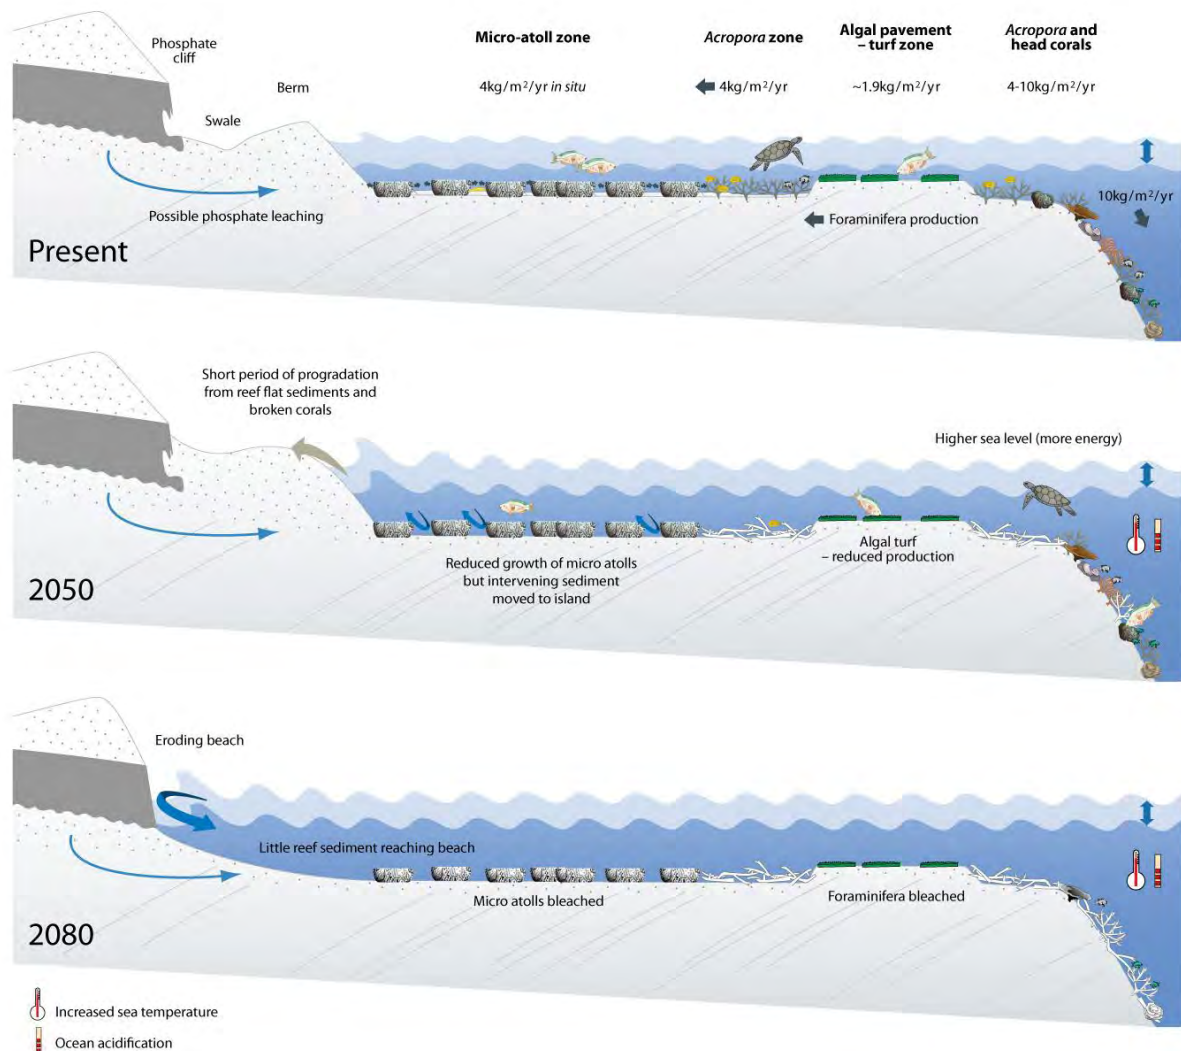 Phosphate
cliff
Berm
Swale
Micro-atoll zone
4kg/m²/yr in situ
Acropora zone
4kg/m²/yr
Algal pavement
– turf zone
~1.9kg/m²/yr
Acropora and
head corals
4-10kg/m²/yr
10kg/m²/yr
Possible phosphate leaching
Foraminifera production
Present
Short period of progradation
from reef flat sediments and
broken corals
Higher sea level (more energy)
Reduced growth of micro atolls
but intervening sediment
moved to island
Algal turf
– reduced production
2050
Eroding beach
Little reef sediment reaching beach
Micro atolls bleached
Foraminifera bleached
2080
Increased sea temperature
Ocean acidification